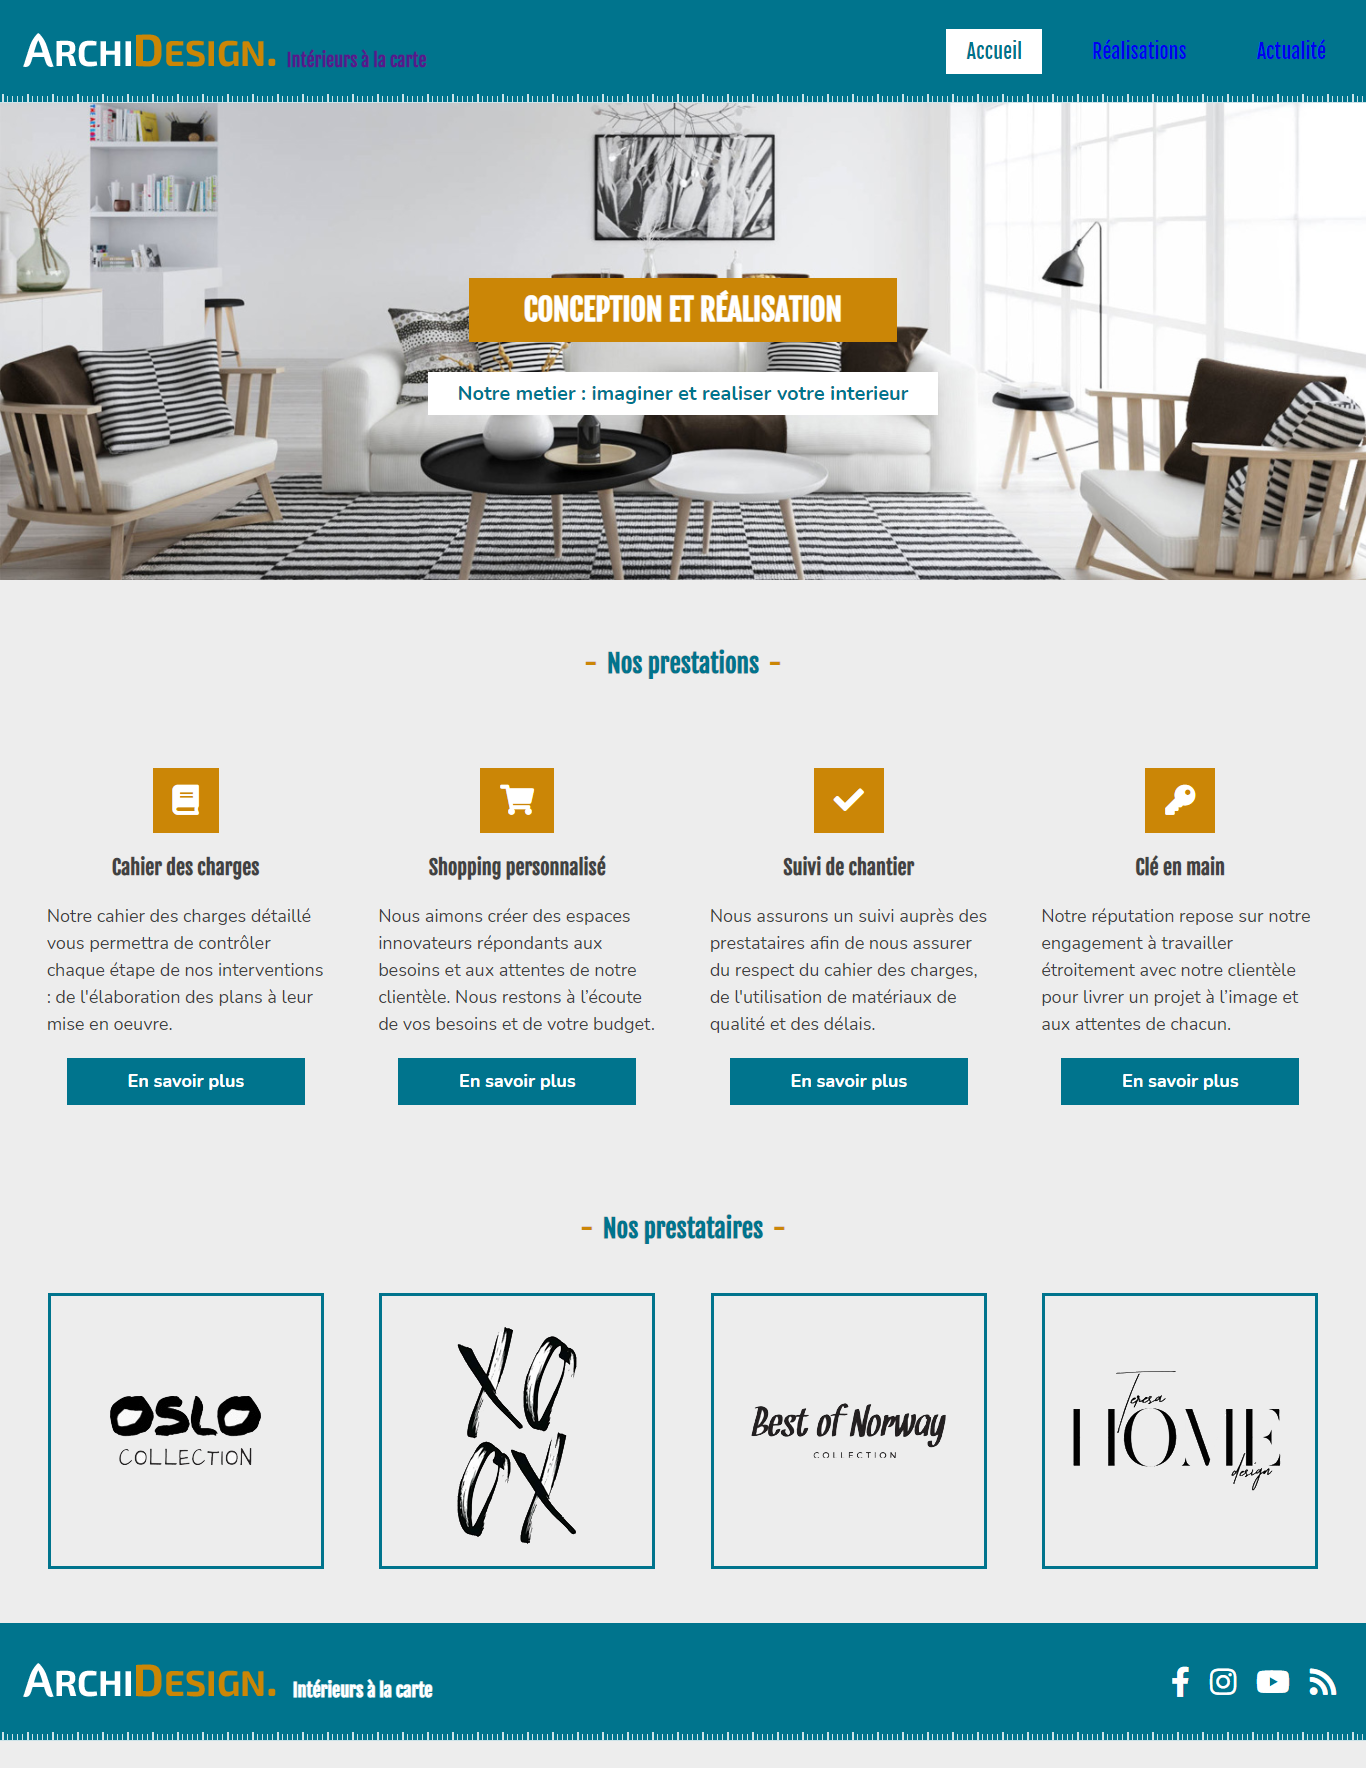 ARCHIDESIGN. Intérieurs à la carte
Accueil Réalisations Actualité
CONCEPTION ET RÉALISATION
Notre metier : imaginer et realiser votre interieur
- Nos prestations -
Cahier des charges
Notre cahier des charges détaillé
vous permettra de contrôler
chaque étape de nos interventions
: de l'élaboration des plans à leur
mise en oeuvre.
En savoir plus
Shopping personnalisé
Nous aimons créer des espaces
innovateurs répondants aux
besoins et aux attentes de notre
clientèle. Nous restons à l’écoute
de vos besoins et de votre budget.
En savoir plus
Suivi de chantier
Nous assurons un suivi auprès des
prestataires afin de nous assurer
du respect du cahier des charges,
de l'utilisation de matériaux de
qualité et des délais.
En savoir plus
Clé en main
Notre réputation repose sur notre
engagement à travailler
étroitement avec notre clientèle
pour livrer un projet à l’image et
aux attentes de chacun.
En savoir plus
- Nos prestataires -
OSLO
COLLECTION
XO
OX
Best of Norway
COLLECTION
Teresa
HOME
design
ARCHIDESIGN. Intérieurs à la carte